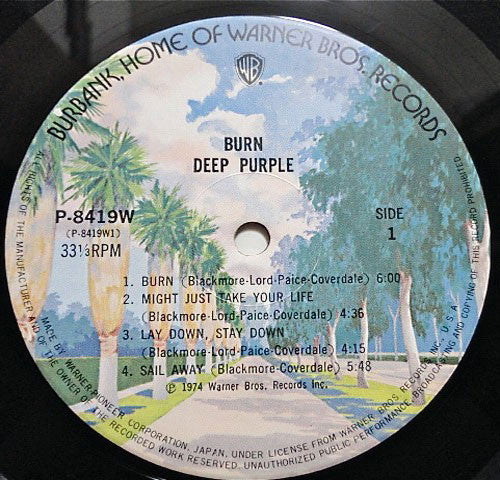 BURBANK, HOME OF WARNER BROS. RECORDS
WB
BURN
DEEP PURPLE
P-8419W
(P-8419W1)
33⅓RPM
SIDE
1
1. BURN (Blackmore-Lord-Paice-Coverdale) 6:00
2. MIGHT JUST TAKE YOUR LIFE
(Blackmore-Lord-Paice-Coverdale) 4:36
3. LAY DOWN, STAY DOWN
(Blackmore-Lord-Paice-Coverdale) 4:15
4. SAIL AWAY (Blackmore-Coverdale) 5:48
℗ 1974 Warner Bros. Records Inc.
MADE BY WARNER-PIONEER CORPORATION, JAPAN, UNDER LICENSE FROM WARNER BROS RECORDS INC., U.S.A.
ALL RIGHTS OF THE MANUFACTURER AND OF THE OWNER OF THE RECORDED WORK RESERVED. UNAUTHORIZED PUBLIC PERFORMANCE, BROADCASTING AND COPYING OF THIS RECORD PROHIBITED